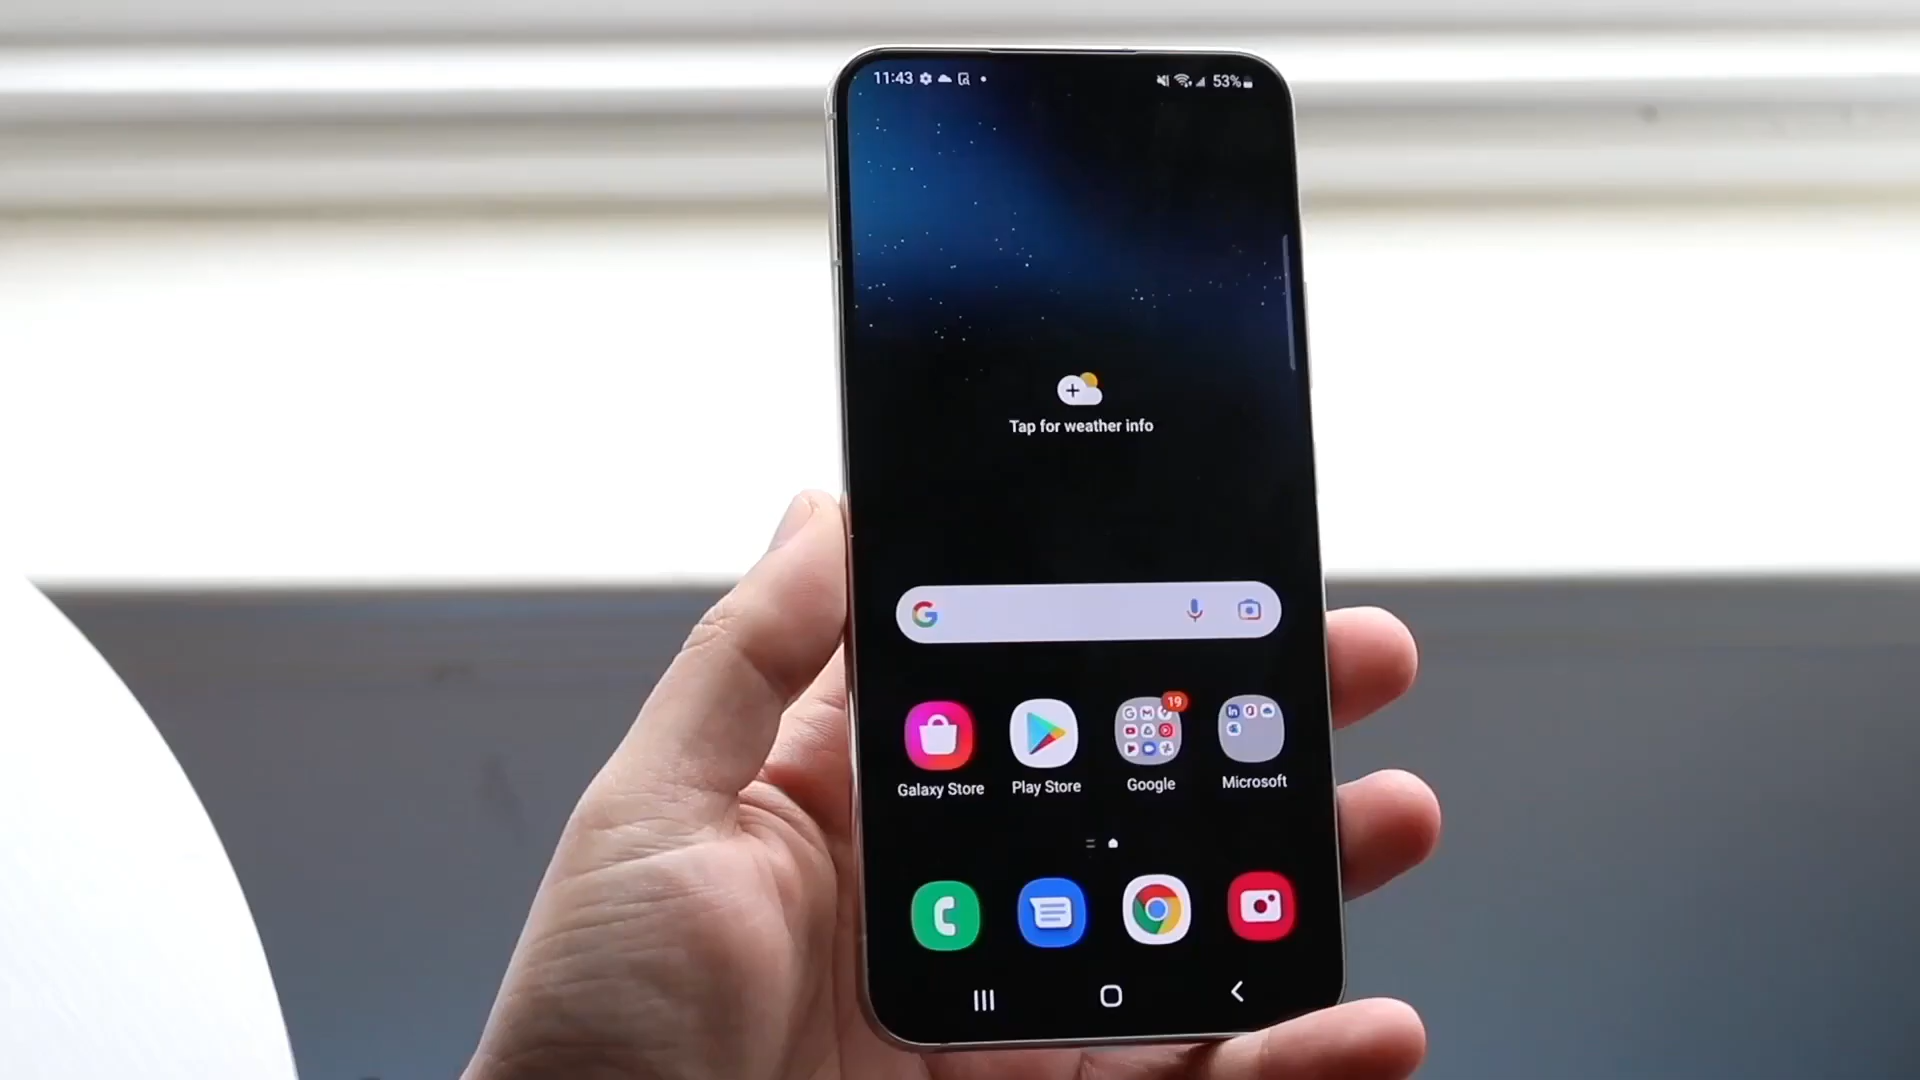 11:43
53%
Tap for weather info
19
Galaxy Store
Play Store
Google
Microsoft